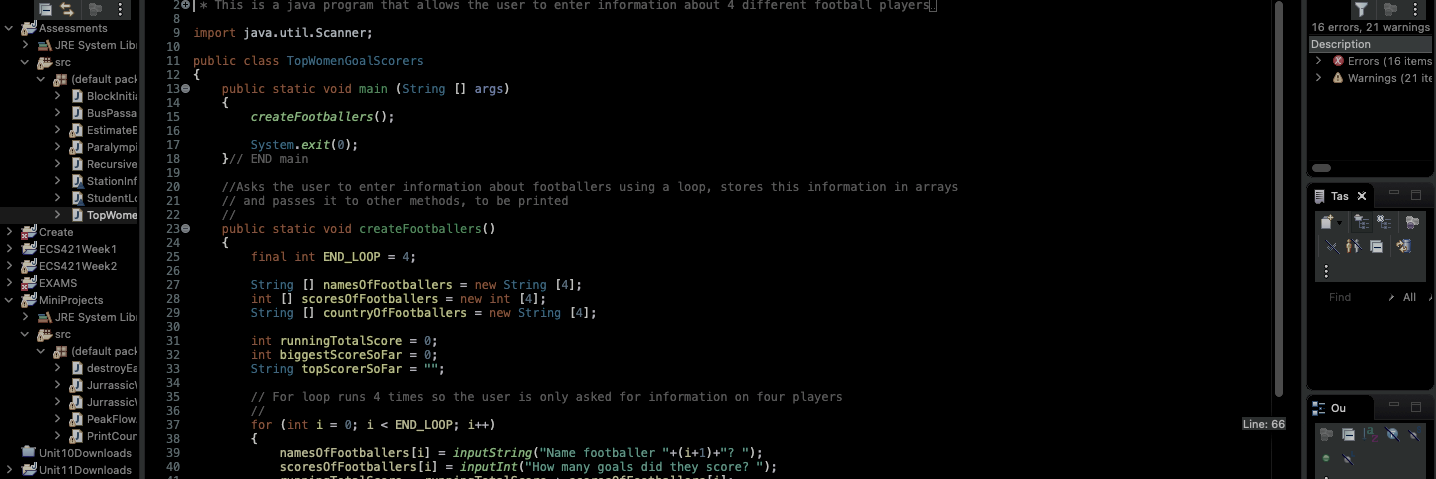 Assessments
JRE System Libr
src
(default pack
BlockInitia
BusPassa
EstimateB
Paralympi
Recursive
StationInf
StudentLo
TopWome
Create
ECS421Week1
ECS421Week2
EXAMS
MiniProjects
JRE System Libr
src
(default pack
destroyEa
JurrassicW
JurrassicW
PeakFlow.
PrintCoun
Unit10Downloads
Unit11Downloads
2 * This is a java program that allows the user to enter information about 4 different football players
8
9 import java.util.Scanner;
10
11 public class TopWomenGoalScorers
12 {
13 public static void main (String [] args)
14 {
15 createFootballers();
16
17 System.exit(0);
18 }// END main
19
20 //Asks the user to enter information about footballers using a loop, stores this information in arrays
21 // and passes it to other methods, to be printed
22 //
23 public static void createFootballers()
24 {
25 final int END_LOOP = 4;
26
27 String [] namesOfFootballers = new String [4];
28 int [] scoresOfFootballers = new int [4];
29 String [] countryOfFootballers = new String [4];
30
31 int runningTotalScore = 0;
32 int biggestScoreSoFar = 0;
33 String topScorerSoFar = "";
34
35 // For loop runs 4 times so the user is only asked for information on four players
36 //
37 for (int i = 0; i < END_LOOP; i++)
38 {
39 namesOfFootballers[i] = inputString("Name footballer "+(i+1)+"? ");
40 scoresOfFootballers[i] = inputInt("How many goals did they score? ");
41 runningTotalScore = runningTotalScore + scoresOfFootballers[i];
Line: 66
16 errors, 21 warnings
Description
Errors (16 items
Warnings (21 ite
Tas
Find
All
Ou